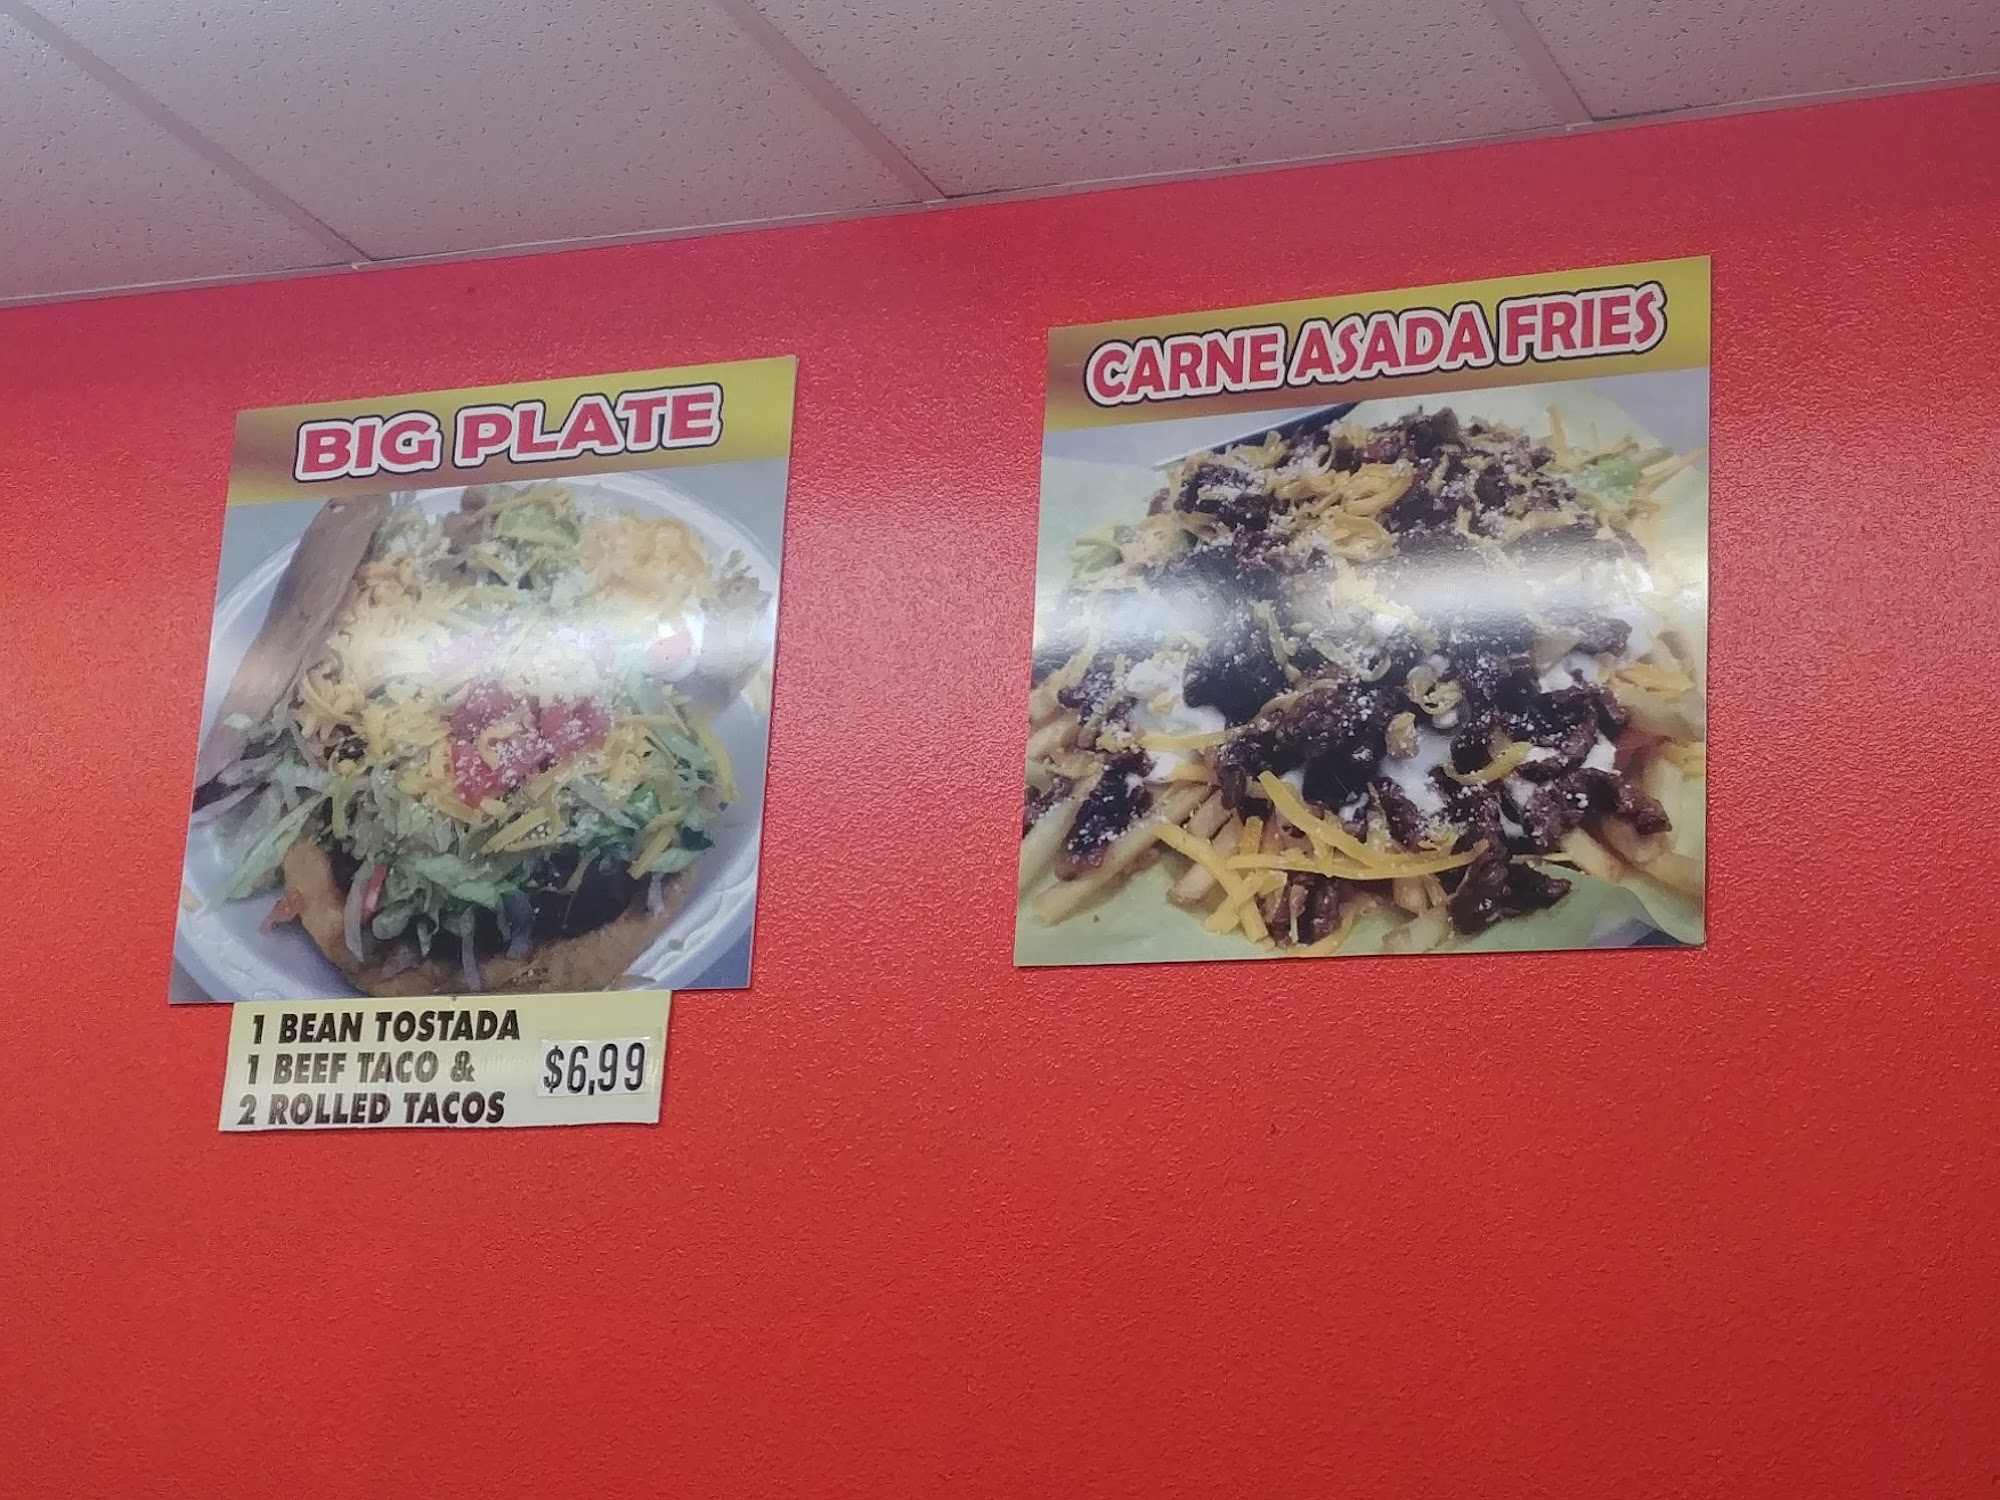 BIG PLATE
1 BEAN TOSTADA
1 BEEF TACO &
2 ROLLED TACOS
$6,99
CARNE ASADA FRIES